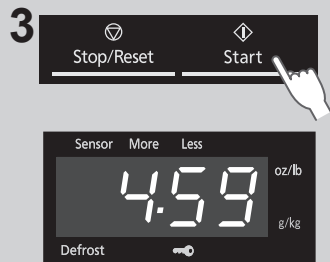 3
Stop/Reset Start
Sensor More Less
4.59 oz/lb
g/kg
Defrost